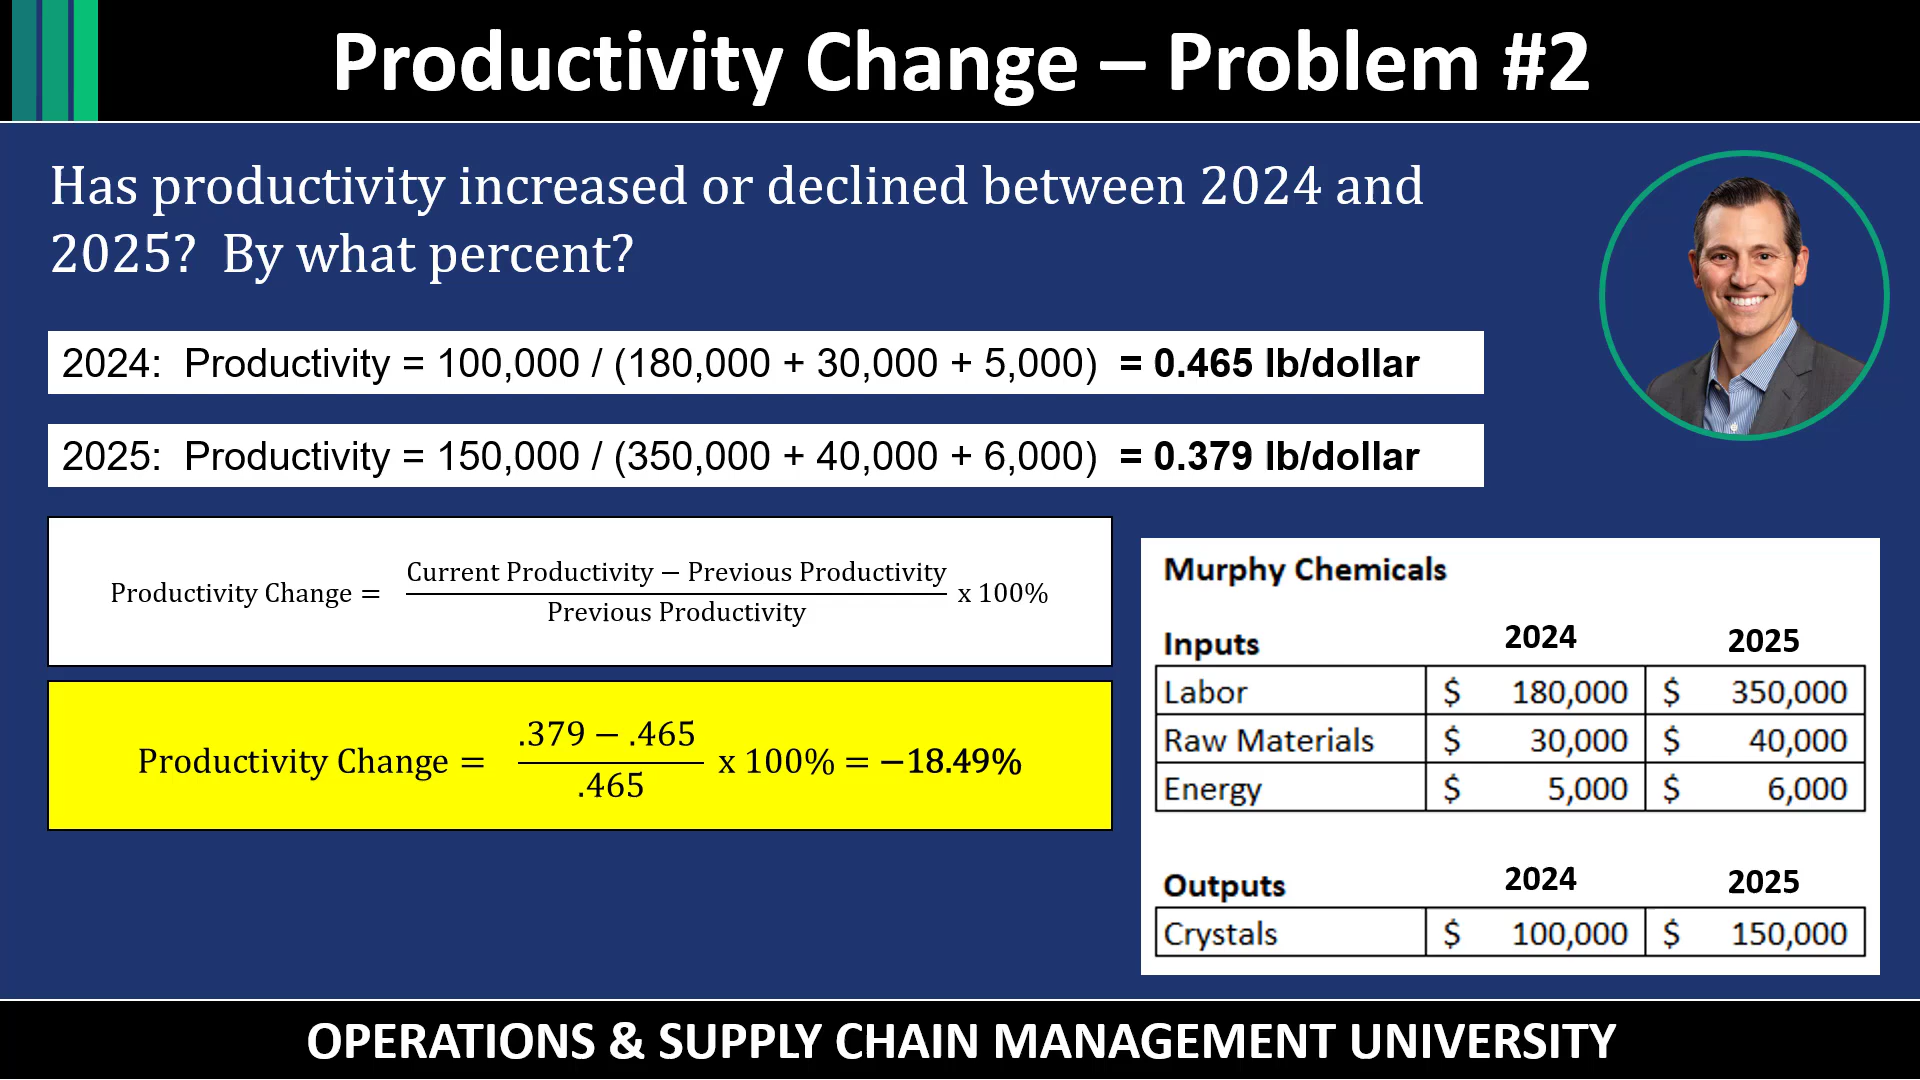 Productivity Change – Problem #2
Has productivity increased or declined between 2024 and
2025?  By what percent?
2024:  Productivity = 100,000 / (180,000 + 30,000 + 5,000)  = 0.465 lb/dollar
2025:  Productivity = 150,000 / (350,000 + 40,000 + 6,000)  = 0.379 lb/dollar
Productivity Change = (Current Productivity − Previous Productivity) / Previous Productivity x 100%
Productivity Change = (.379 − .465) / .465 x 100% = −18.49%
Murphy Chemicals
Inputs 2024 2025
Labor $ 180,000 $ 350,000
Raw Materials $ 30,000 $ 40,000
Energy $ 5,000 $ 6,000
Outputs 2024 2025
Crystals $ 100,000 $ 150,000
OPERATIONS & SUPPLY CHAIN MANAGEMENT UNIVERSITY